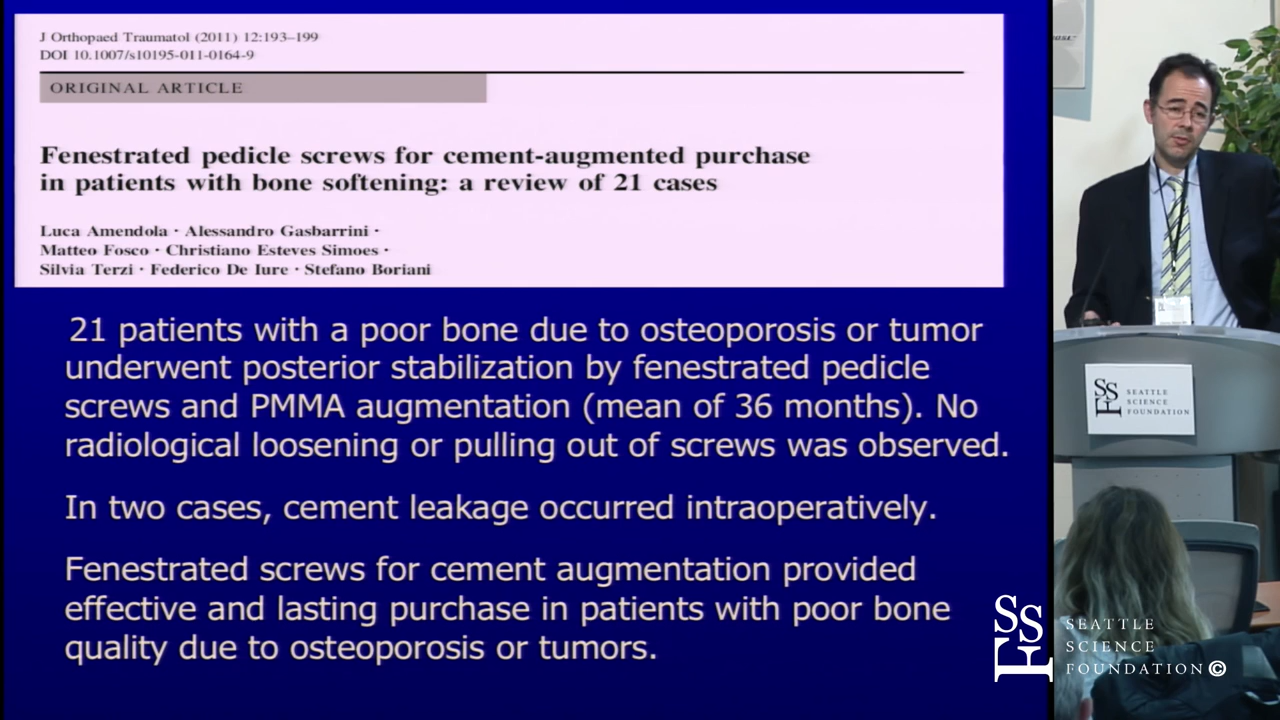 J Orthopaed Traumatol (2011) 12:193–199
DOI 10.1007/s10195-011-0164-9
ORIGINAL ARTICLE
Fenestrated pedicle screws for cement-augmented purchase
in patients with bone softening: a review of 21 cases
Luca Amendola · Alessandro Gasbarrini ·
Matteo Fosco · Christiano Esteves Simoes ·
Silvia Terzi · Federico De Iure · Stefano Boriani
21 patients with a poor bone due to osteoporosis or tumor
underwent posterior stabilization by fenestrated pedicle
screws and PMMA augmentation (mean of 36 months). No
radiological loosening or pulling out of screws was observed.
In two cases, cement leakage occurred intraoperatively.
Fenestrated screws for cement augmentation provided
effective and lasting purchase in patients with poor bone
quality due to osteoporosis or tumors.
SSF
SEATTLE
SCIENCE
FOUNDATION
SSF
SEATTLE
SCIENCE
FOUNDATION©